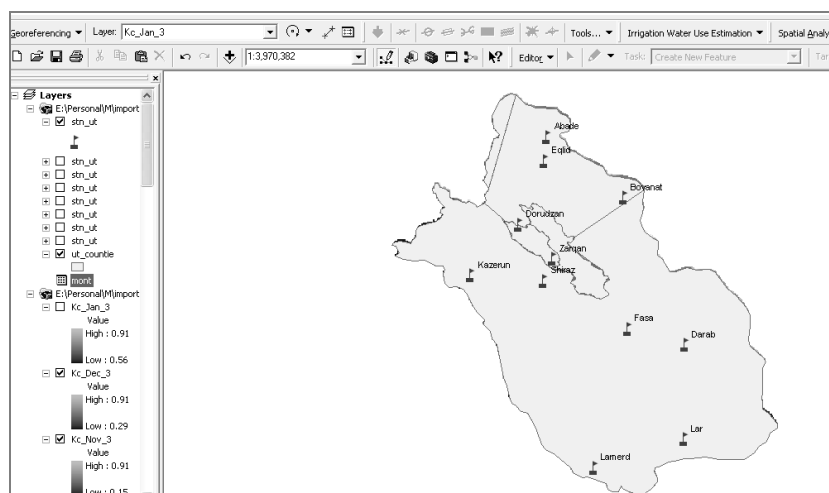 Georeferencing Layer: Kc_Jan_3 Tools... Irrigation Water Use Estimation Spatial Analy
1:3,970,382 Editor Task: Create New Feature Tar
Layers
E:\Personal\M\import
stn_ut
stn_ut
stn_ut
stn_ut
stn_ut
stn_ut
stn_ut
stn_ut
ut_countie
mont
E:\Personal\M\import
Kc_Jan_3
Value
High : 0.91
Low : 0.56
Kc_Dec_3
Value
High : 0.91
Low : 0.29
Kc_Nov_3
Value
High : 0.91
Low : 0.15
Abade
Eqlid
Boyanat
Dorudzan
Zarqan
Kazerun
Shiraz
Fasa
Darab
Lar
Lamerd